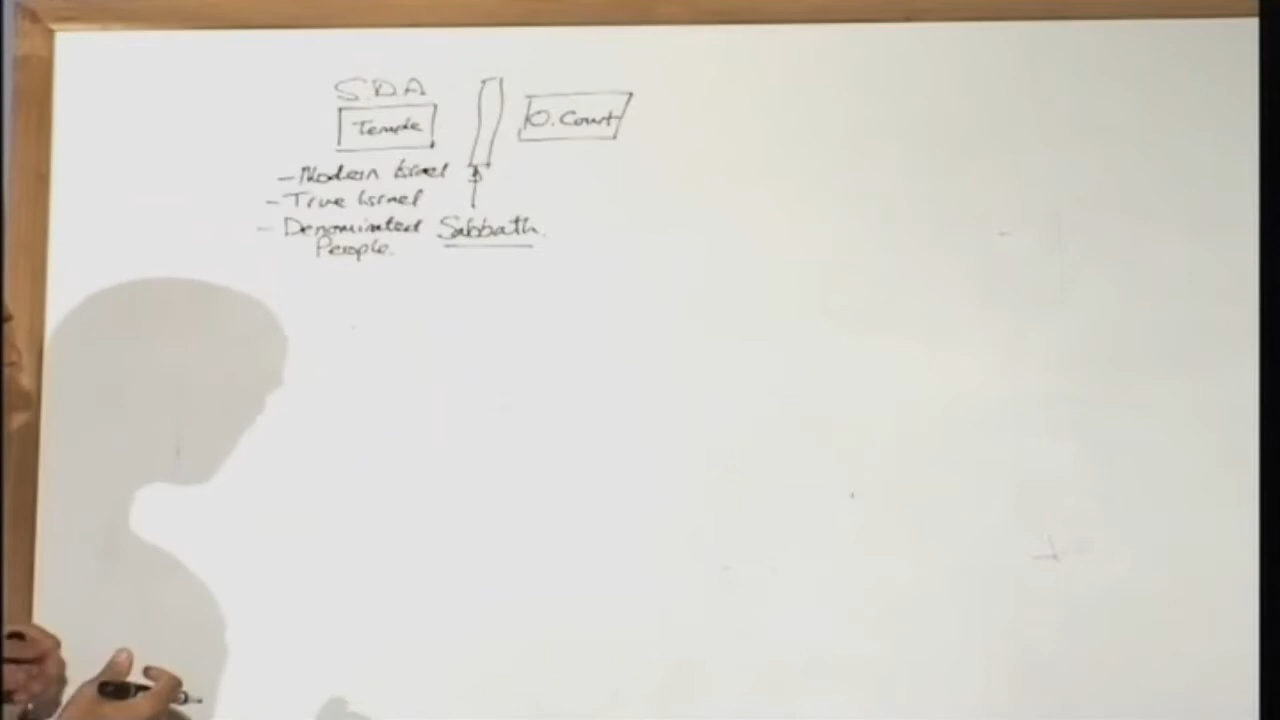 S.D.A
Temple
O. Court
- Modern Israel
- True Israel
- Denominated
People.
Sabbath.